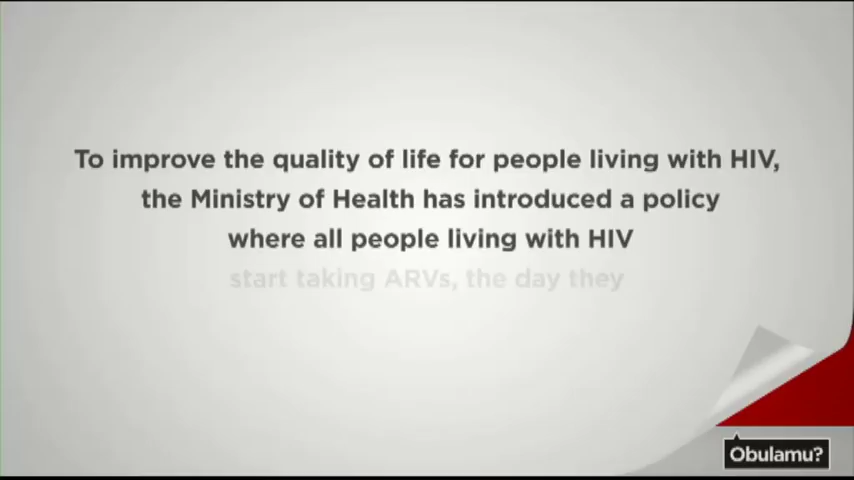 To improve the quality of life for people living with HIV,
the Ministry of Health has introduced a policy
where all people living with HIV
start taking ARVs, the day they
Obulamu?